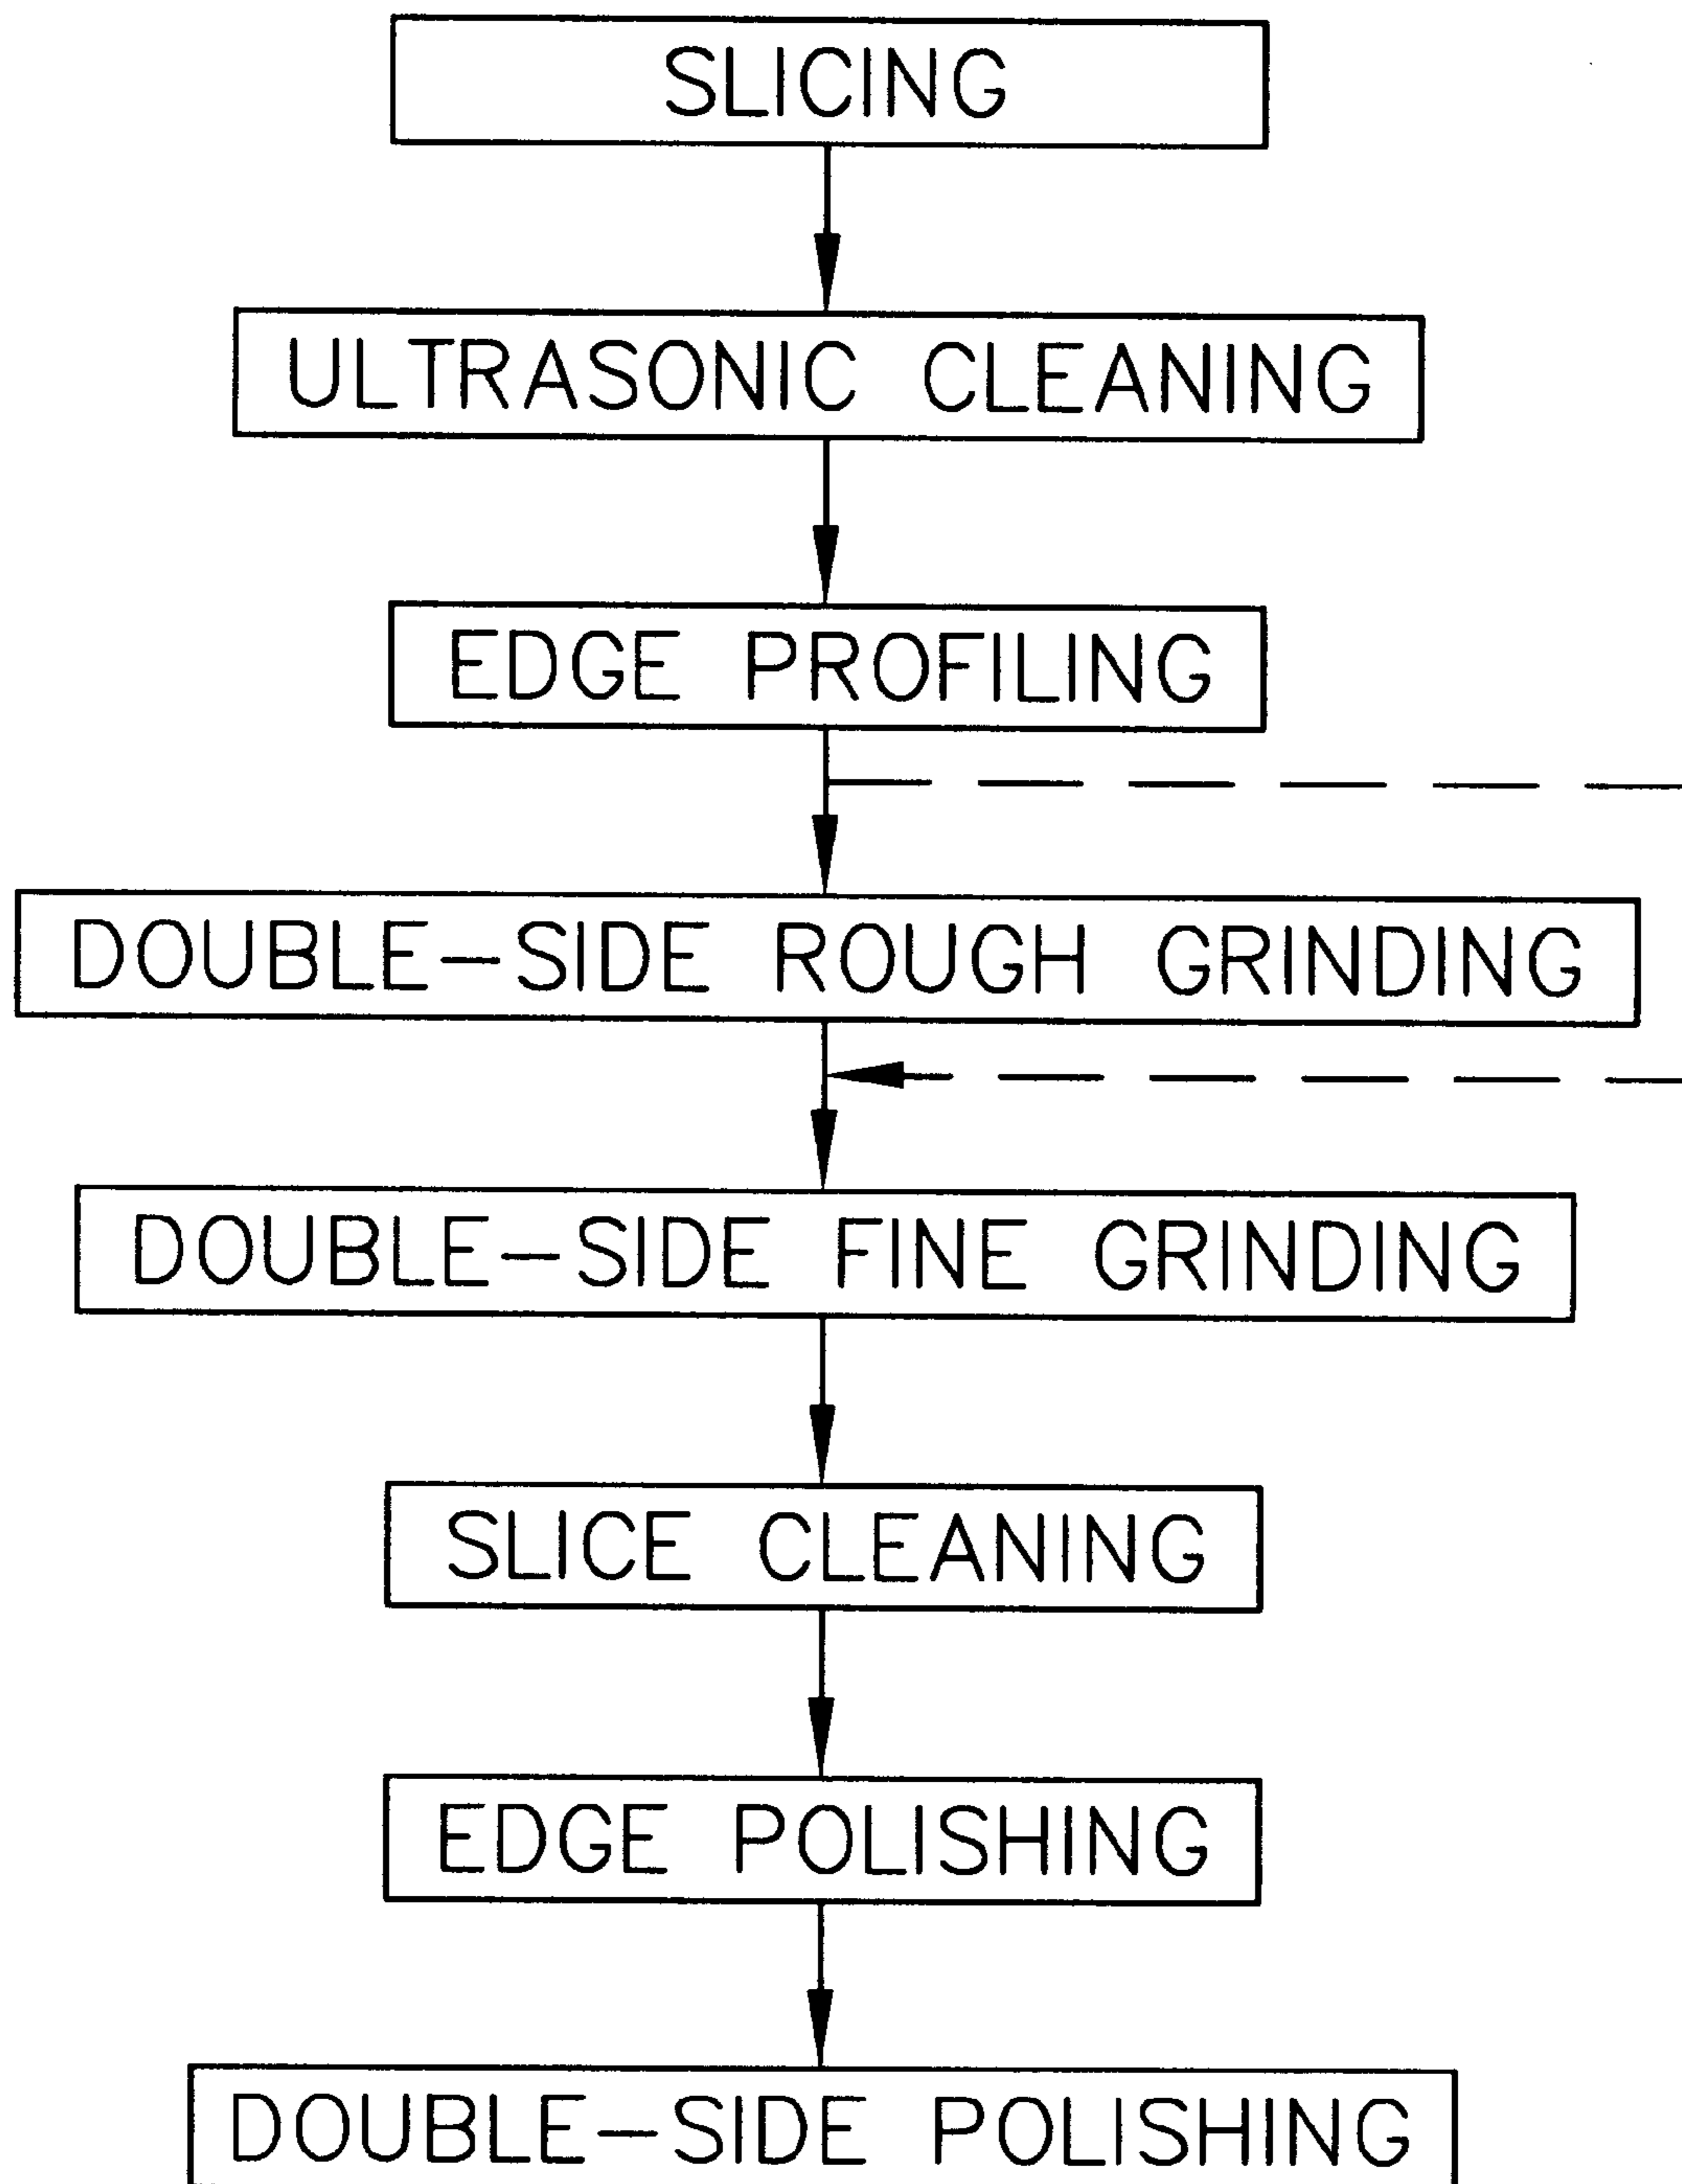 SLICING
ULTRASONIC CLEANING
EDGE PROFILING
DOUBLE-SIDE ROUGH GRINDING
DOUBLE-SIDE FINE GRINDING
SLICE CLEANING
EDGE POLISHING
DOUBLE-SIDE POLISHING